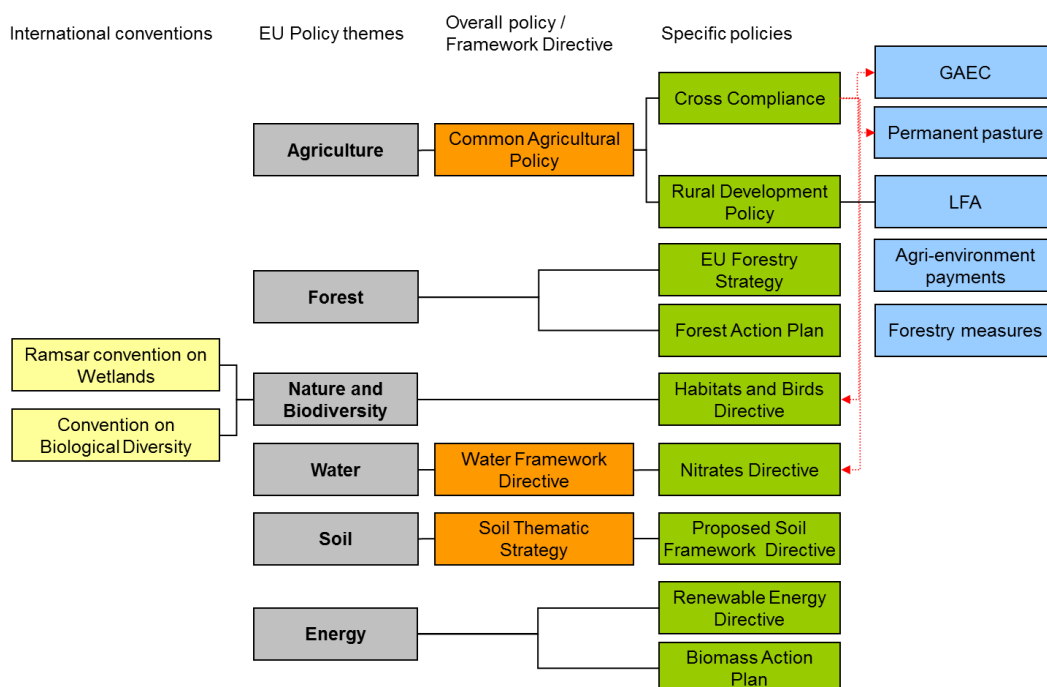 International conventions
EU Policy themes
Overall policy /
Framework Directive
Specific policies
GAEC
Cross Compliance
Permanent pasture
Agriculture
Common Agricultural
Policy
Rural Development
Policy
LFA
EU Forestry
Strategy
Agri-environment
payments
Forest
Forest Action Plan
Forestry measures
Ramsar convention on
Wetlands
Nature and
Biodiversity
Habitats and Birds
Directive
Convention on
Biological Diversity
Water
Water Framework
Directive
Nitrates Directive
Soil
Soil Thematic
Strategy
Proposed Soil
Framework Directive
Renewable Energy
Directive
Energy
Biomass Action
Plan